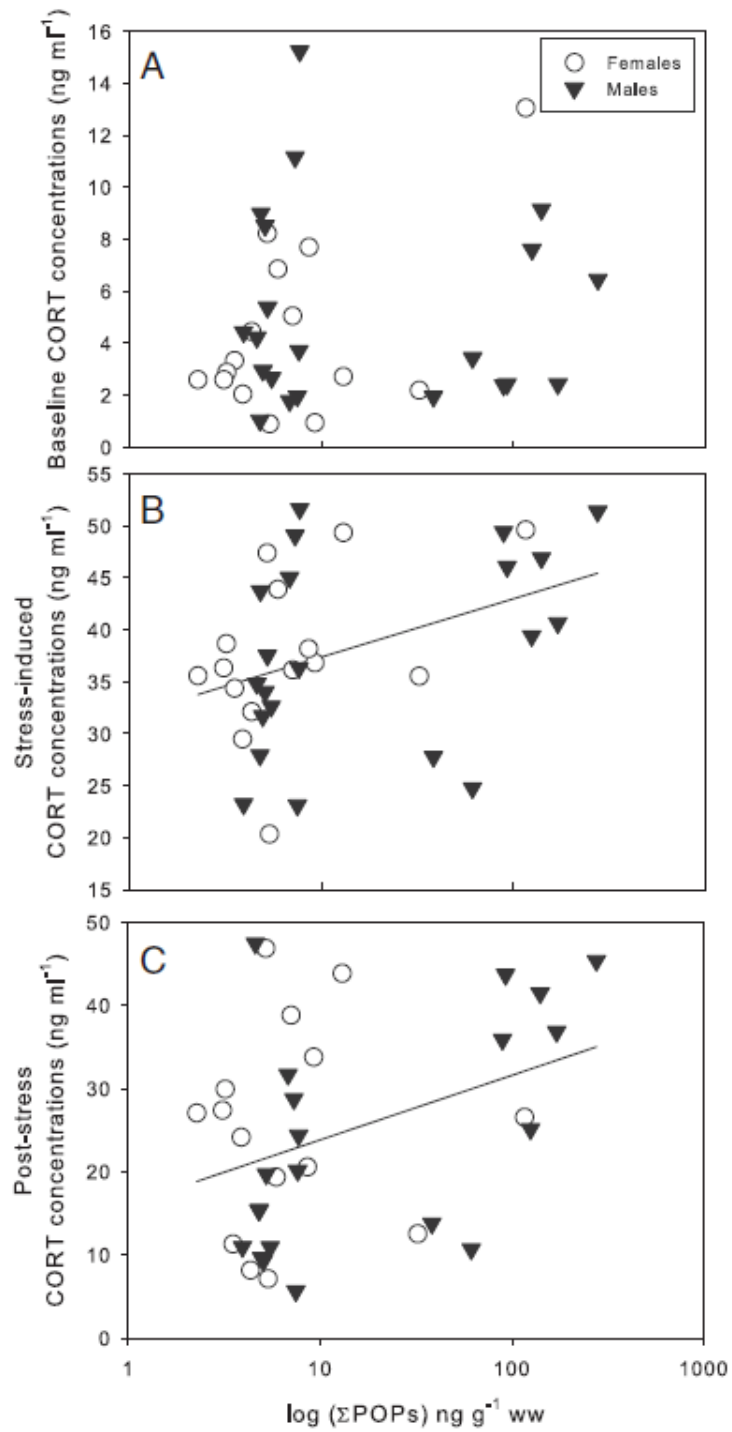 A
Baseline CORT concentrations (ng ml⁻¹)
16
14
12
10
8
6
4
2
0
Females
Males
B
Stress-induced
CORT concentrations (ng ml⁻¹)
55
50
45
40
35
30
25
20
15
C
Post-stress
CORT concentrations (ng ml⁻¹)
50
40
30
20
10
0
1 10 100 1000
log (ΣPOPs) ng g⁻¹ ww